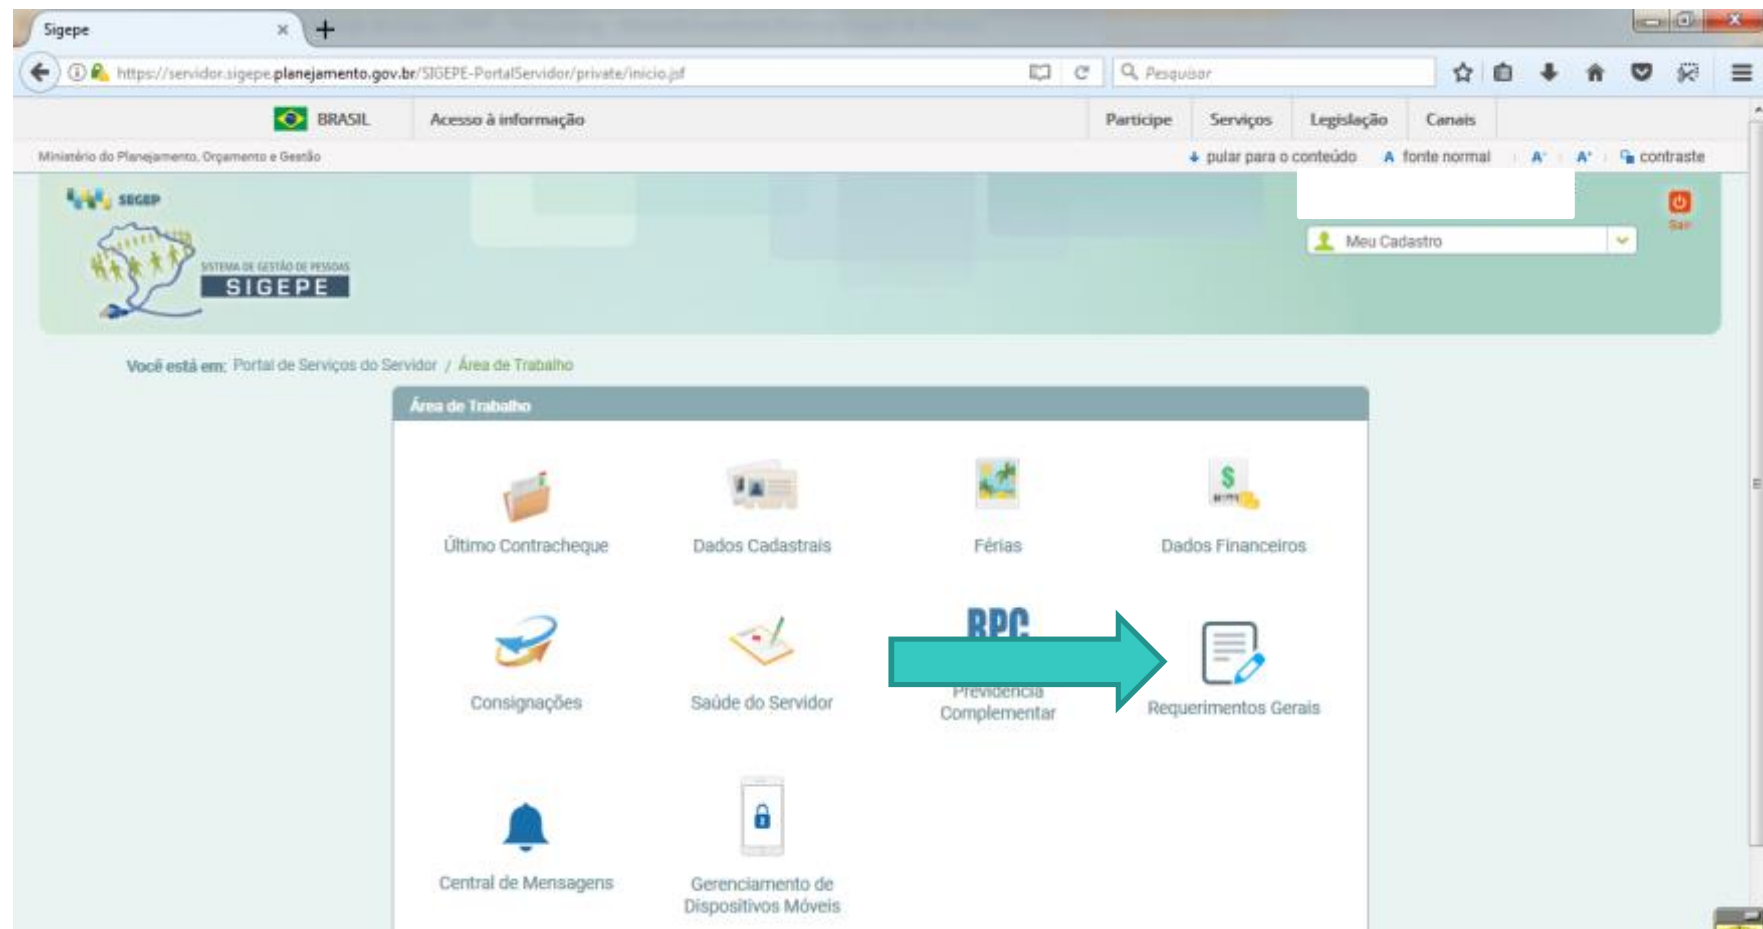 Sigepe
https://servidor.sigepe.planejamento.gov.br/SIGEPE-PortalServidor/private/inicio.jsf
Pesquisar
BRASIL
Acesso à informação
Participe
Serviços
Legislação
Canais
Ministério do Planejamento, Orçamento e Gestão
pular para o conteúdo
A fonte normal
A-
A+
contraste
SEGEP
SISTEMA DE GESTÃO DE PESSOAS
SIGEPE
Meu Cadastro
Sair
Você está em: Portal de Serviços do Servidor / Área de Trabalho
Área de Trabalho
Último Contracheque
Dados Cadastrais
Férias
Dados Financeiros
RPC
Consignações
Saúde do Servidor
Previdência
Complementar
Requerimentos Gerais
Central de Mensagens
Gerenciamento de
Dispositivos Móveis